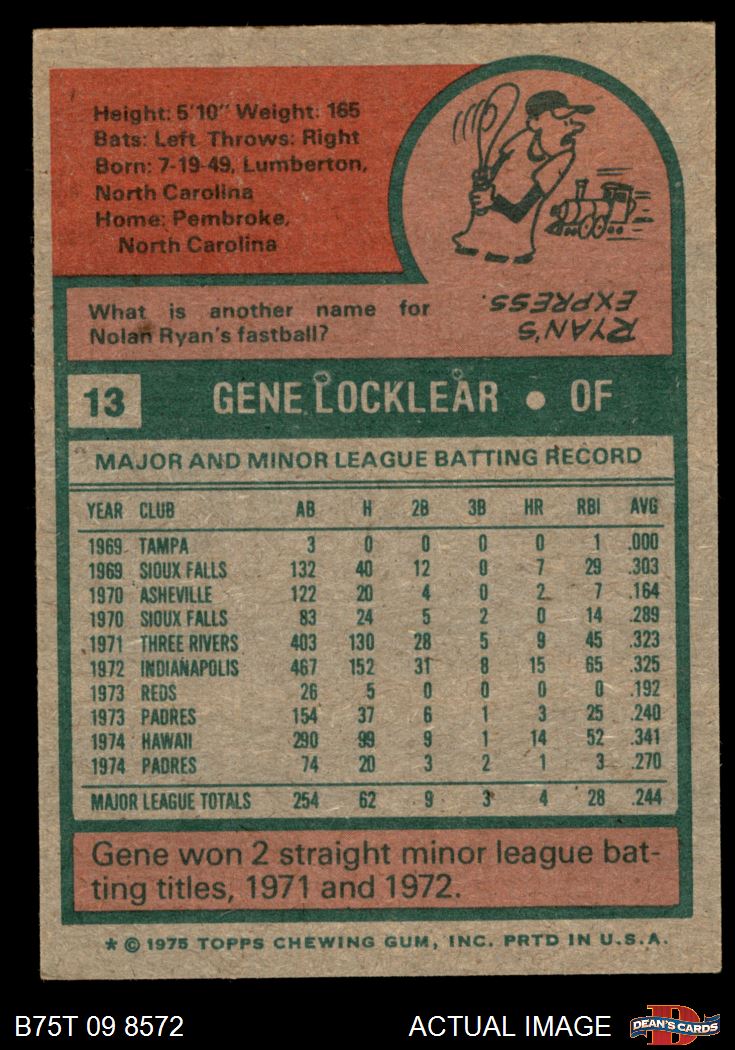 Height: 5'10" Weight: 165
Bats: Left Throws: Right
Born: 7-19-49, Lumberton,
North Carolina
Home: Pembroke,
North Carolina
What is another name for
Nolan Ryan's fastball?
RYAN'S
EXPRESS.
13 GENE LOCKLEAR • OF
MAJOR AND MINOR LEAGUE BATTING RECORD
YEAR CLUB AB H 2B 3B HR RBI AVG
1969 TAMPA 3 0 0 0 0 1 .000
1969 SIOUX FALLS 132 40 12 0 7 29 .303
1970 ASHEVILLE 122 20 4 0 2 7 .164
1970 SIOUX FALLS 83 24 5 2 0 14 .289
1971 THREE RIVERS 403 130 28 5 9 45 .323
1972 INDIANAPOLIS 467 152 31 8 15 65 .325
1973 REDS 26 5 0 0 0 0 .192
1973 PADRES 154 37 6 1 3 25 .240
1974 HAWAII 290 99 9 1 14 52 .341
1974 PADRES 74 20 3 2 1 3 .270
MAJOR LEAGUE TOTALS 254 62 9 3 4 28 .244
Gene won 2 straight minor league bat-
ting titles, 1971 and 1972.
* © 1975 TOPPS CHEWING GUM, INC. PRTD IN U.S.A.
B75T 09 8572 ACTUAL IMAGE DEAN'S CARDS